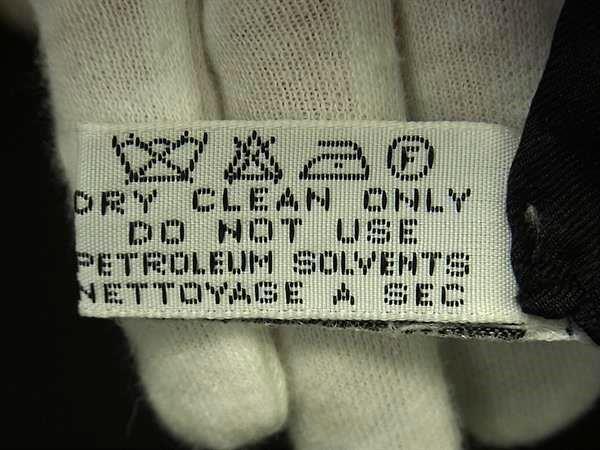 F
DRY CLEAN ONLY
DO NOT USE
PETROLEUM SOLVENTS
NETTOYAGE A SEC